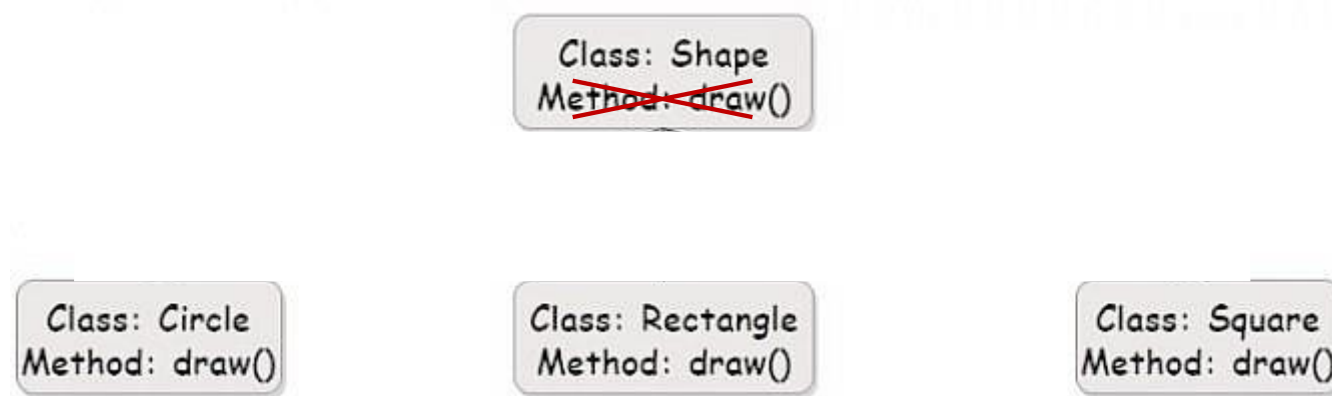 Class: Shape
Method: draw()
Class: Circle
Method: draw()
Class: Rectangle
Method: draw()
Class: Square
Method: draw()